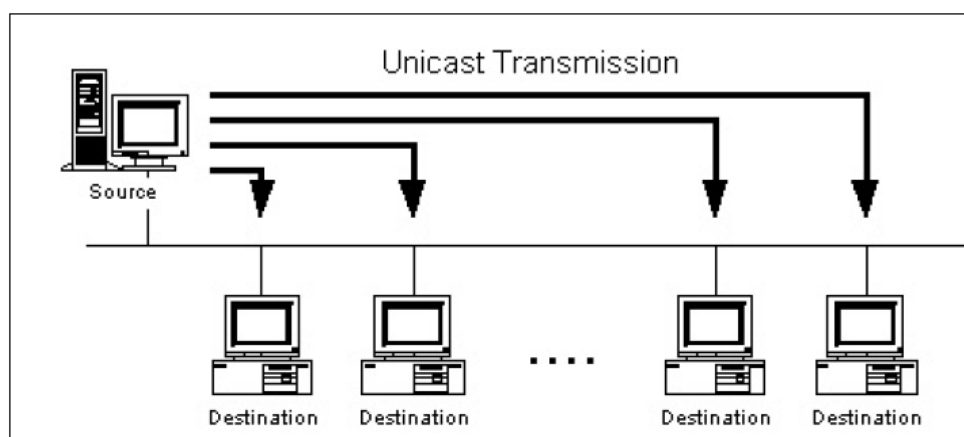 Unicast Transmission
Source
Destination
Destination
....
Destination
Destination